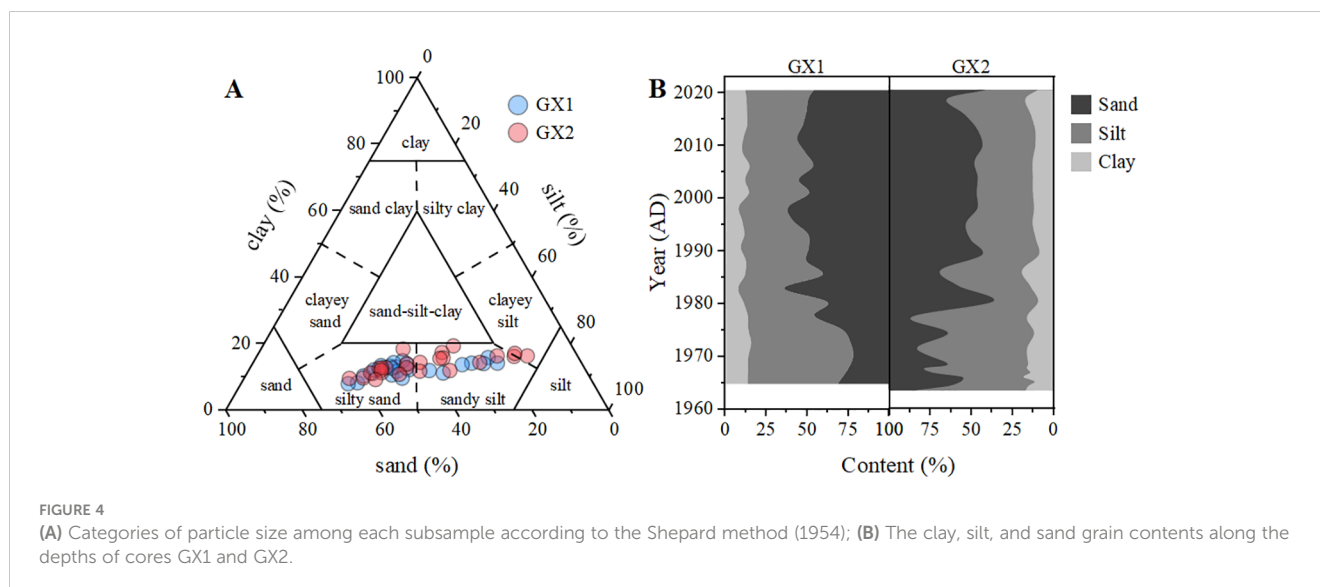 A
0
100
GX1
GX2
20
80
clay
40
60
sand clay
silty clay
clay (%)
silt (%)
60
40
clayey
sand
sand-silt-clay
clayey
silt
80
20
sand
silt
100
0
silty sand
sandy silt
100
80
60
40
20
0
sand (%)
B
GX1
GX2
2020
2010
2000
1990
1980
1970
1960
Year (AD)
0
25
50
75
100
75
50
25
0
Content (%)
Sand
Silt
Clay
FIGURE 4
(A) Categories of particle size among each subsample according to the Shepard method (1954); (B) The clay, silt, and sand grain contents along the
depths of cores GX1 and GX2.